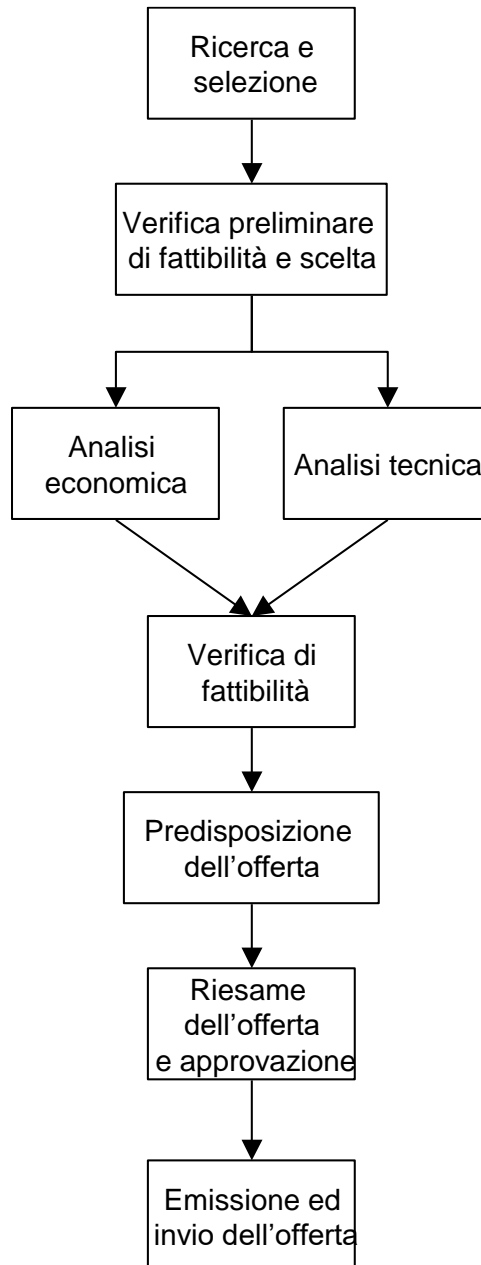 Ricerca e
selezione
Verifica preliminare
di fattibilità e scelta
Analisi
economica
Analisi tecnica
Verifica di
fattibilità
Predisposizione
dell’offerta
Riesame
dell’offerta
e approvazione
Emissione ed
invio dell’offerta